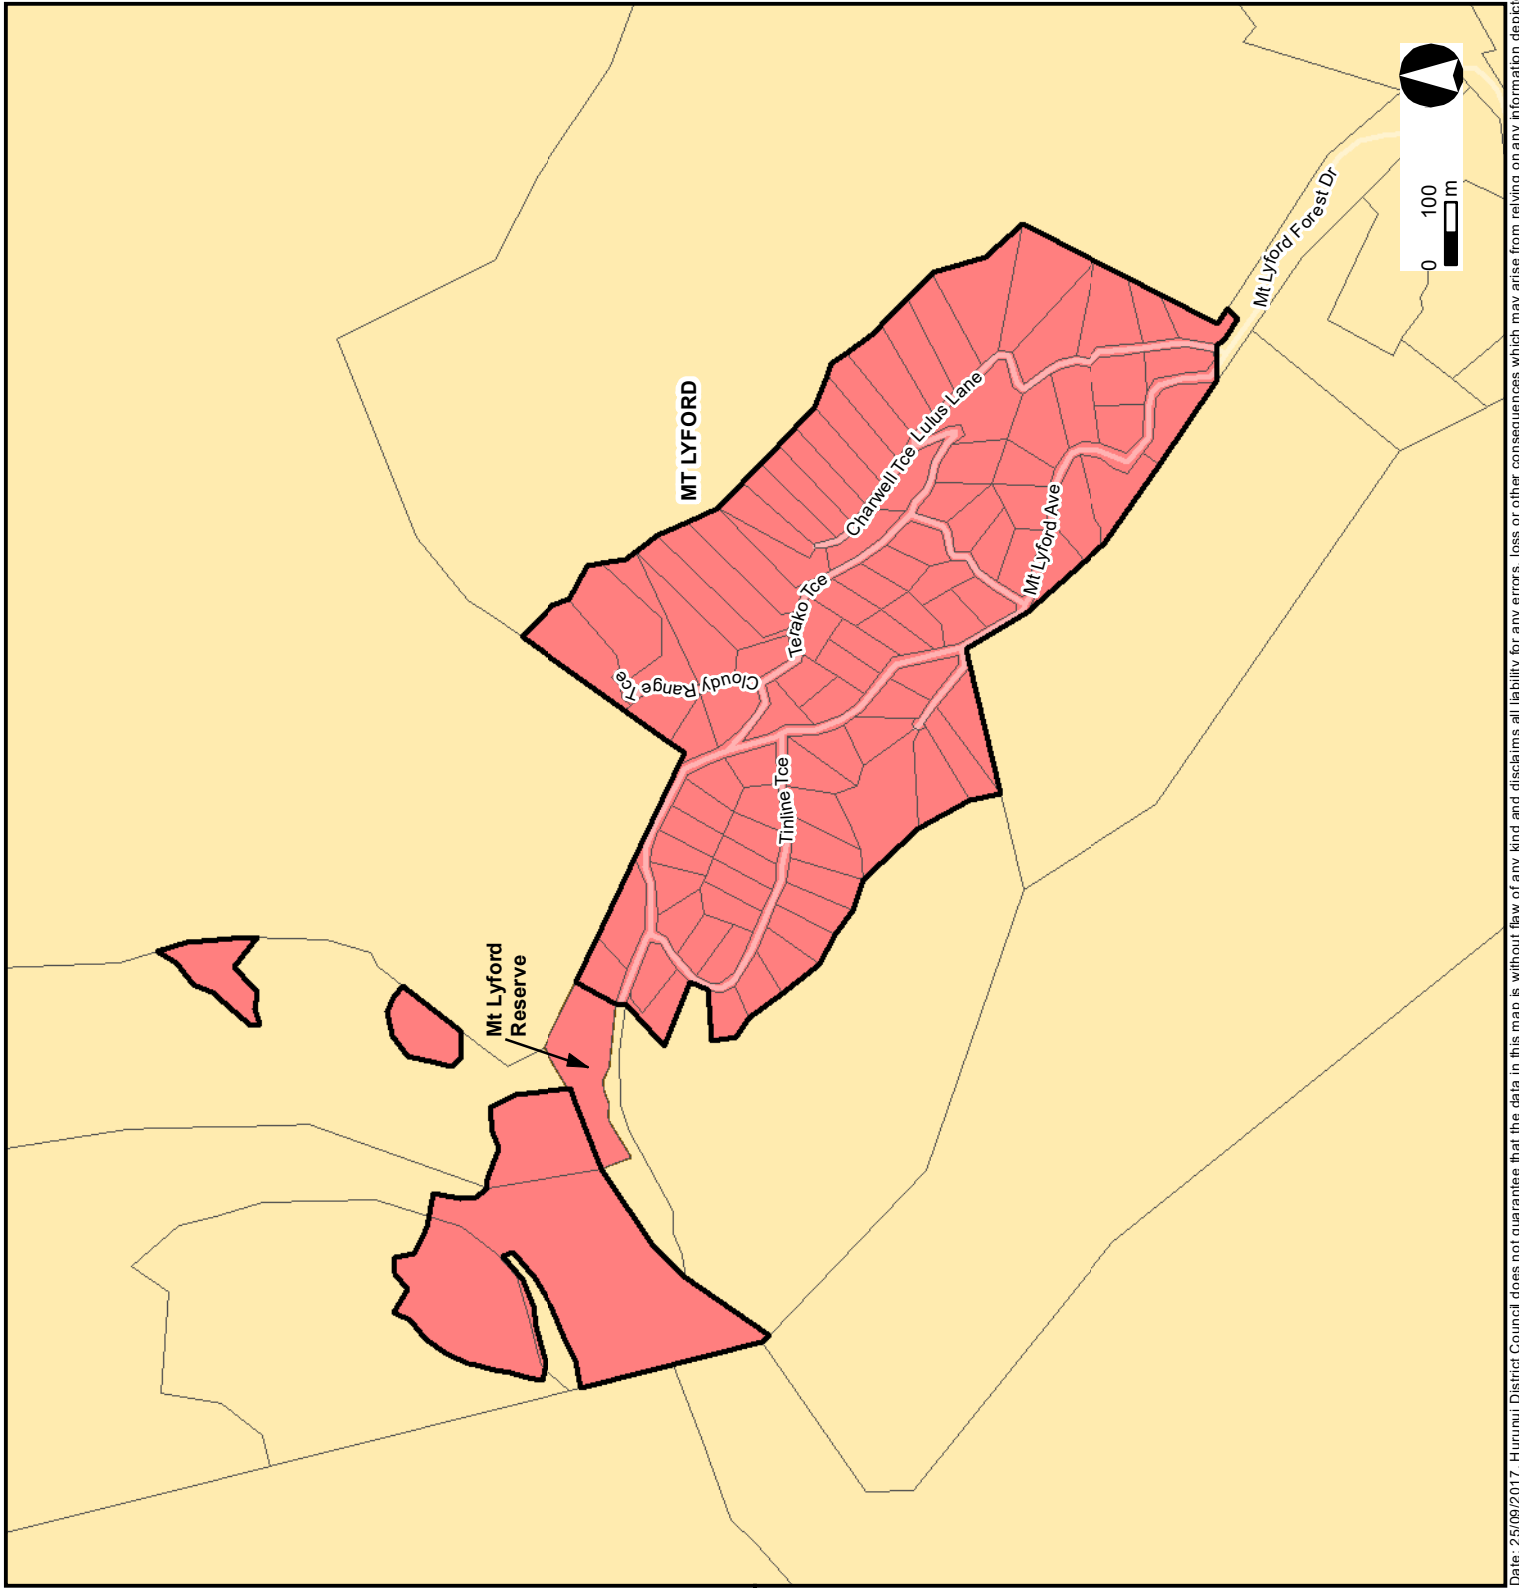 MT LYFORD
Mt Lyford
Reserve
Cloudy Range Tce
Terako Tce
Charwell Tce
Lulus Lane
Tinline Tce
Mt Lyford Ave
Mt Lyford Forest Dr
0 100
m
Date: 25/09/2017. Hurunui District Council does not guarantee that the data in this map is without flaw of any kind and disclaims all liability for any errors, loss or other consequences which may arise from relying on any information